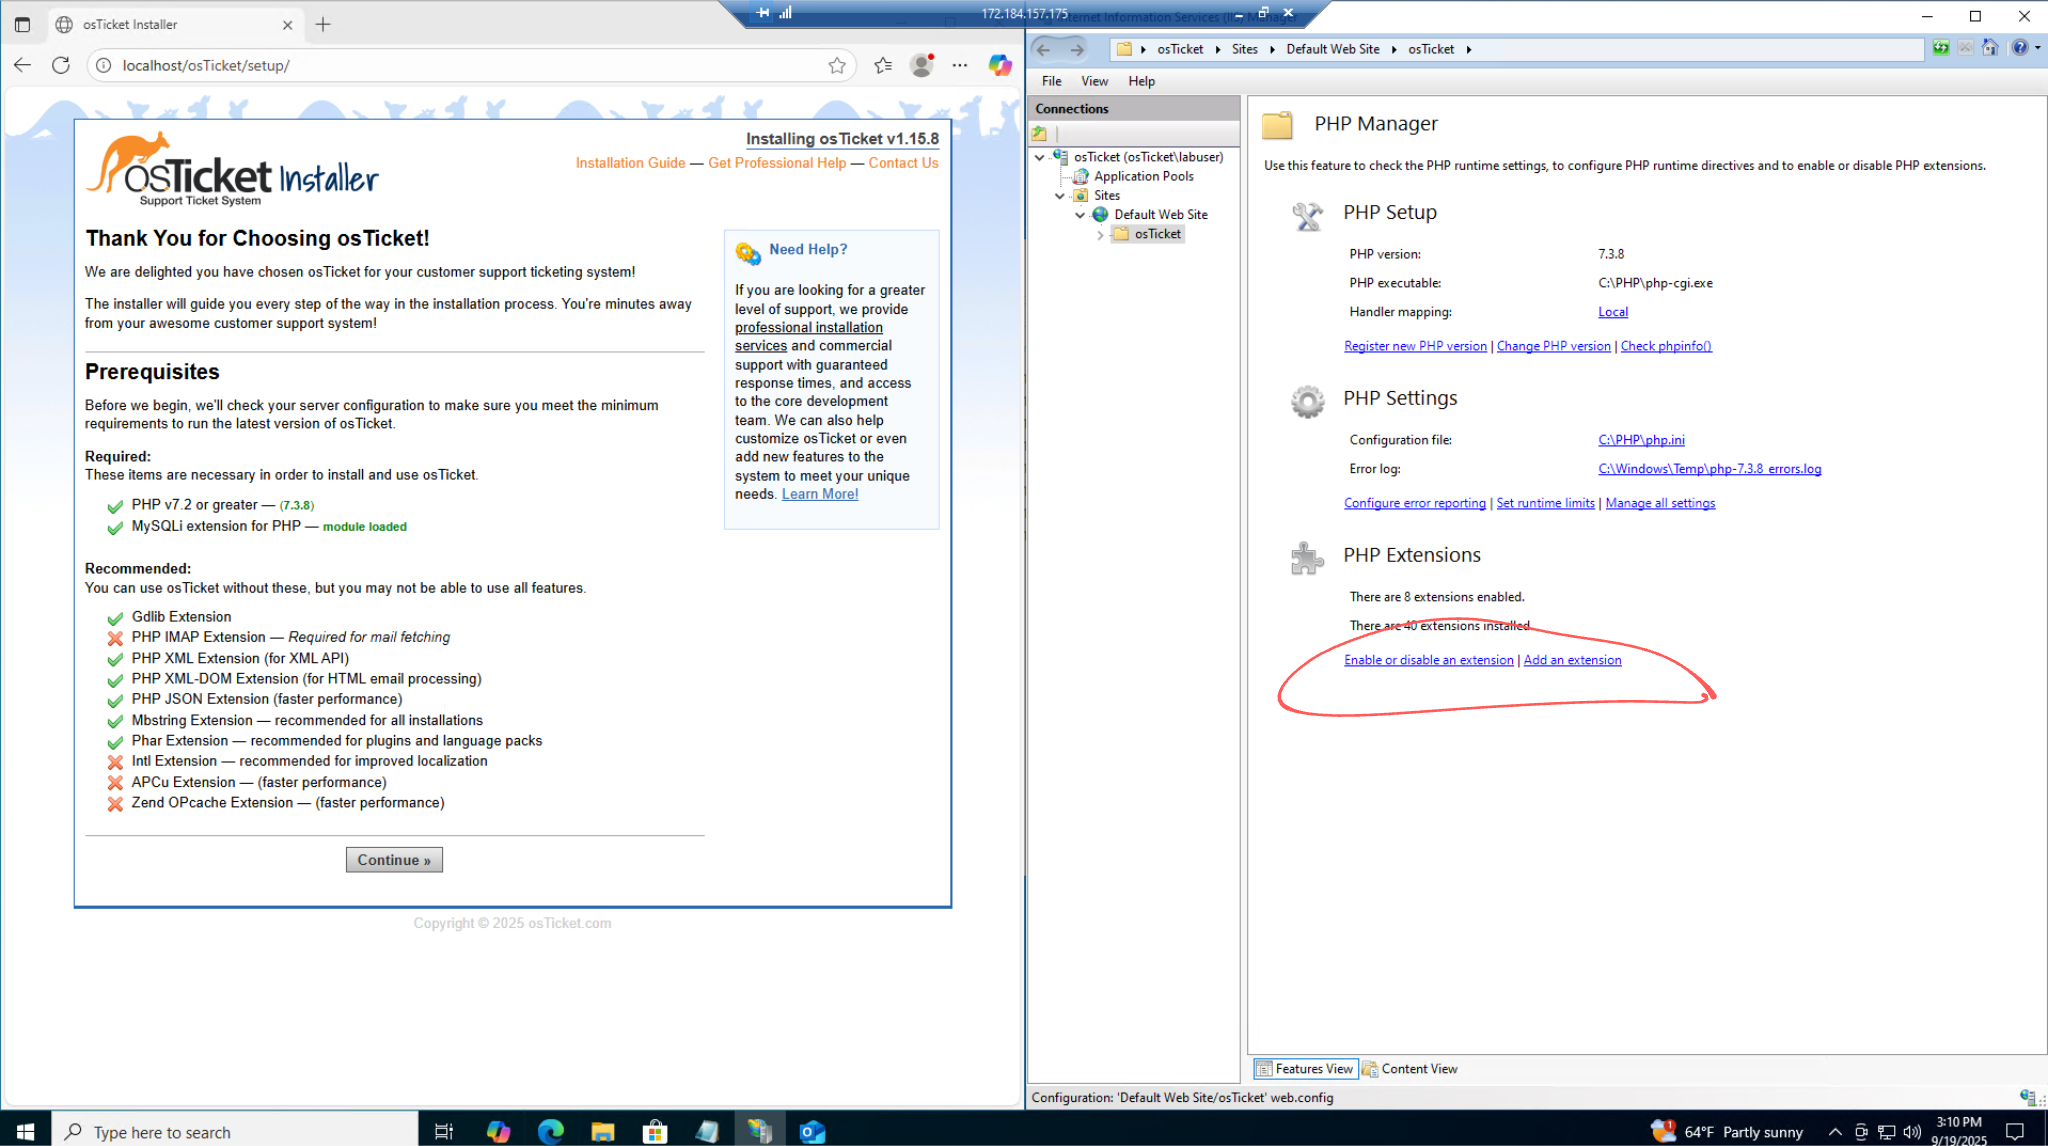 osTicket Installer
172.184.157.175
localhost/osTicket/setup/
Installing osTicket v1.15.8
Installation Guide — Get Professional Help — Contact Us
osTicket Installer
Support Ticket System
Thank You for Choosing osTicket!
We are delighted you have chosen osTicket for your customer support ticketing system!
The installer will guide you every step of the way in the installation process. You're minutes away
from your awesome customer support system!
Prerequisites
Before we begin, we'll check your server configuration to make sure you meet the minimum
requirements to run the latest version of osTicket.
Required:
These items are necessary in order to install and use osTicket.
PHP v7.2 or greater — (7.3.8)
MySQLi extension for PHP — module loaded
Recommended:
You can use osTicket without these, but you may not be able to use all features.
Gdlib Extension
PHP IMAP Extension — Required for mail fetching
PHP XML Extension (for XML API)
PHP XML-DOM Extension (for HTML email processing)
PHP JSON Extension (faster performance)
Mbstring Extension — recommended for all installations
Phar Extension — recommended for plugins and language packs
Intl Extension — recommended for improved localization
APCu Extension — (faster performance)
Zend OPcache Extension — (faster performance)
Continue »
Need Help?
If you are looking for a greater
level of support, we provide
professional installation
services and commercial
support with guaranteed
response times, and access
to the core development
team. We can also help
customize osTicket or even
add new features to the
system to meet your unique
needs. Learn More!
Copyright © 2025 osTicket.com
Internet Information Services (IIS) Manager
osTicket
Sites
Default Web Site
osTicket
File
View
Help
Connections
osTicket (osTicket\labuser)
Application Pools
Sites
Default Web Site
osTicket
PHP Manager
Use this feature to check the PHP runtime settings, to configure PHP runtime directives and to enable or disable PHP extensions.
PHP Setup
PHP version: 7.3.8
PHP executable: C:\PHP\php-cgi.exe
Handler mapping: Local
Register new PHP version | Change PHP version | Check phpinfo()
PHP Settings
Configuration file: C:\PHP\php.ini
Error log: C:\Windows\Temp\php-7.3.8_errors.log
Configure error reporting | Set runtime limits | Manage all settings
PHP Extensions
There are 8 extensions enabled.
There are 40 extensions installed.
Enable or disable an extension | Add an extension
Features View
Content View
Configuration: 'Default Web Site/osTicket' web.config
Type here to search
64°F Partly sunny
3:10 PM
9/19/2025